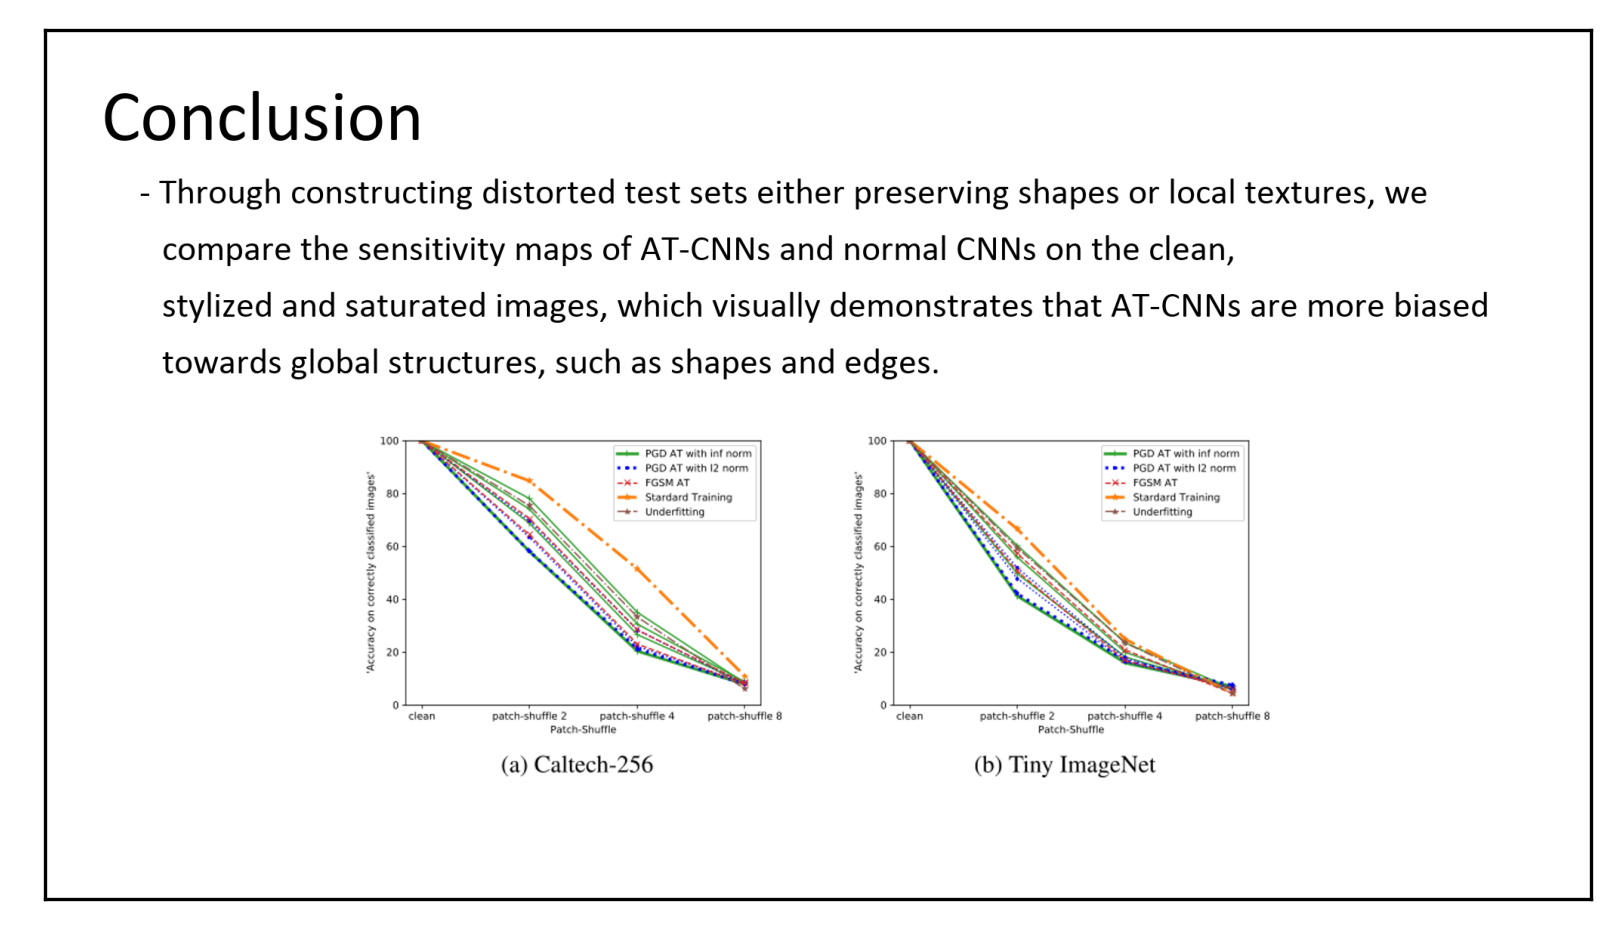 Conclusion
- Through constructing distorted test sets either preserving shapes or local textures, we
compare the sensitivity maps of AT-CNNs and normal CNNs on the clean,
stylized and saturated images, which visually demonstrates that AT-CNNs are more biased
towards global structures, such as shapes and edges.
'Accuracy on correctly classified images'
100
80
60
40
20
0
PGD AT with inf norm
PGD AT with l2 norm
FGSM AT
Stardard Training
Underfitting
clean patch-shuffle 2 patch-shuffle 4 patch-shuffle 8
Patch-Shuffle
(a) Caltech-256
'Accuracy on correctly classified images'
100
80
60
40
20
0
PGD AT with inf norm
PGD AT with l2 norm
FGSM AT
Stardard Training
Underfitting
clean patch-shuffle 2 patch-shuffle 4 patch-shuffle 8
Patch-Shuffle
(b) Tiny ImageNet